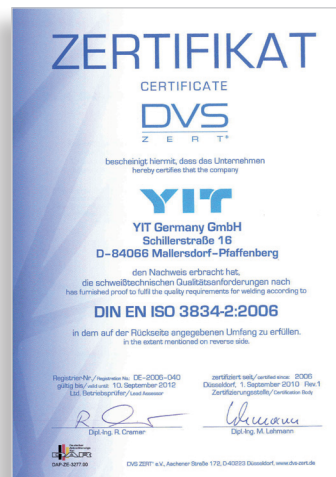 ZERTIFIKAT
CERTIFICATE
DVS
ZERT®
bescheinigt hiermit, dass das Unternehmen
hereby certifies that the company
YIT
YIT Germany GmbH
Schillerstraße 16
D-84066 Mallersdorf-Pfaffenberg
den Nachweis erbracht hat,
die schweißtechnischen Qualitätsanforderungen nach
has furnished proof to fulfil the quality requirements for welding according to
DIN EN ISO 3834-2:2006
in dem auf der Rückseite angegebenen Umfang zu erfüllen.
in the extent mentioned on reverse side.
Registrier-Nr./Registration No. DE-2006-040
gültig bis/valid until: 10. September 2012
Ltd. Betriebsprüfer/Lead Assessor
zertifiziert seit/certified since: 2006
Düsseldorf, 1. September 2010 Rev.1
Zertifizierungsstelle/Certification Body
Dipl.-Ing. R. Cremer
Dipl.-Ing. M. Lehmann
DAR
DAP-ZE-3277.00
DVS ZERT® e.V., Aachener Straße 172, D-40223 Düsseldorf, www.dvs-zert.de